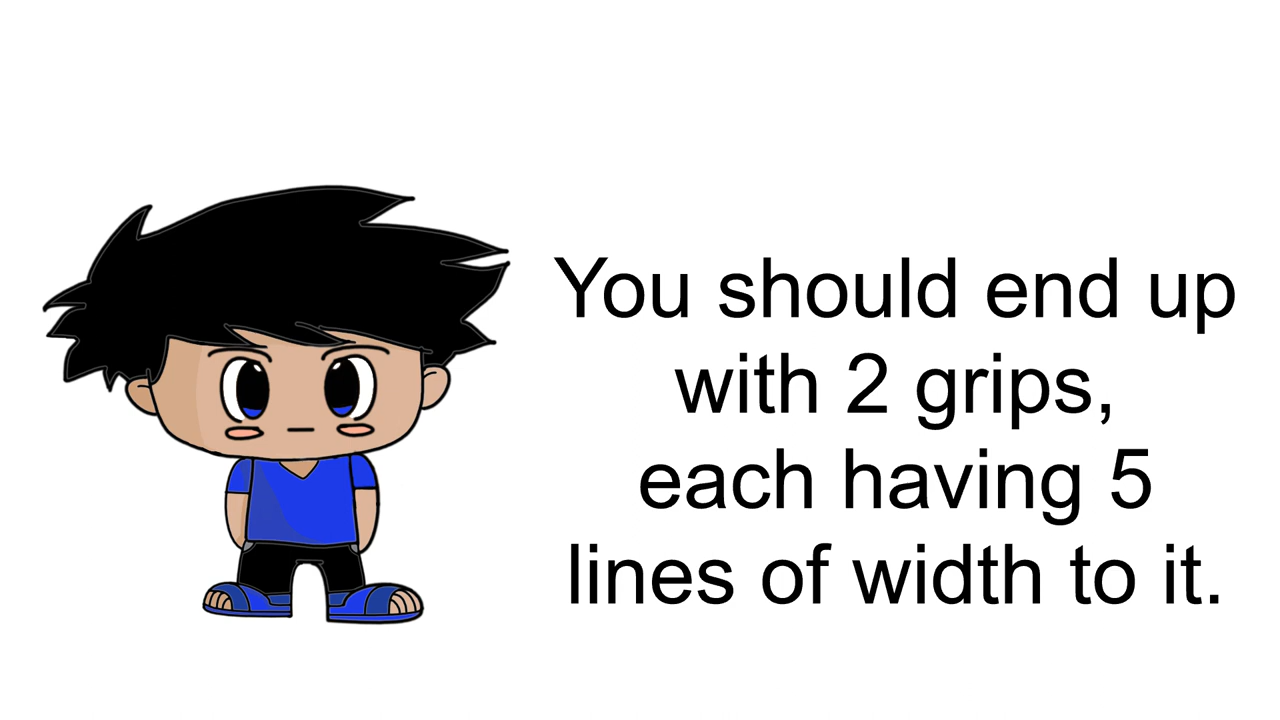 You should end up
with 2 grips,
each having 5
lines of width to it.